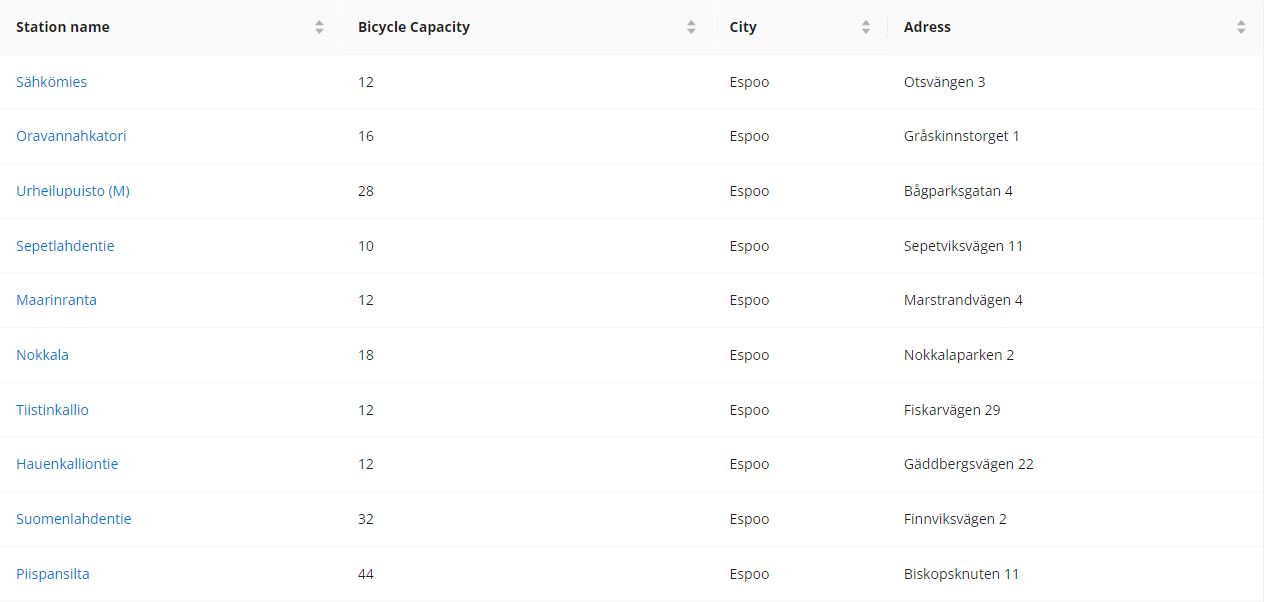 Station name Bicycle Capacity City Adress
Sähkömies 12 Espoo Otsvängen 3
Oravannahkatori 16 Espoo Gråskinnstorget 1
Urheilupuisto (M) 28 Espoo Bågparksgatan 4
Sepetlahdentie 10 Espoo Sepetviksvägen 11
Maarinranta 12 Espoo Marstrandvägen 4
Nokkala 18 Espoo Nokkalaparken 2
Tiistinkallio 12 Espoo Fiskarvägen 29
Hauenkalliontie 12 Espoo Gäddbergsvägen 22
Suomenlahdentie 32 Espoo Finnviksvägen 2
Piispansilta 44 Espoo Biskopsknuten 11